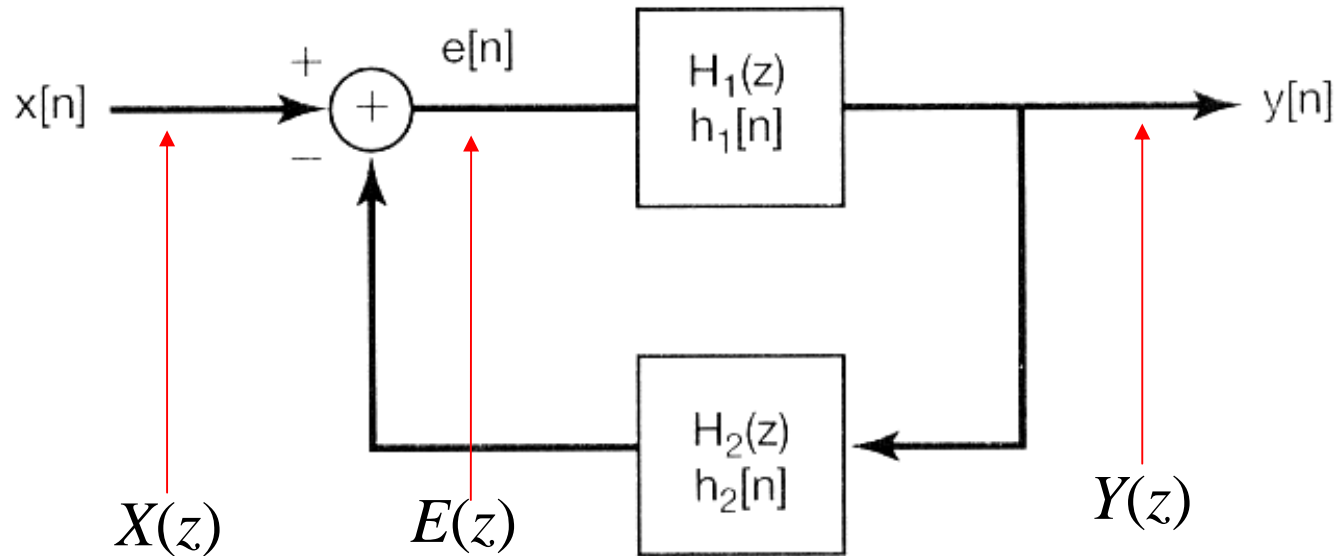 x[n]
+
−
+
e[n]
H₁(z)
h₁[n]
y[n]
H₂(z)
h₂[n]
X(z)
E(z)
Y(z)